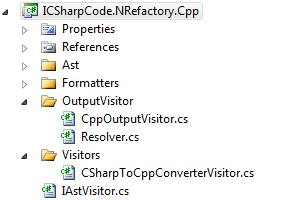 ICSharpCode.NRefactory.Cpp
Properties
References
Ast
Formatters
OutputVisitor
CppOutputVisitor.cs
Resolver.cs
Visitors
CSharpToCppConverterVisitor.cs
IAstVisitor.cs